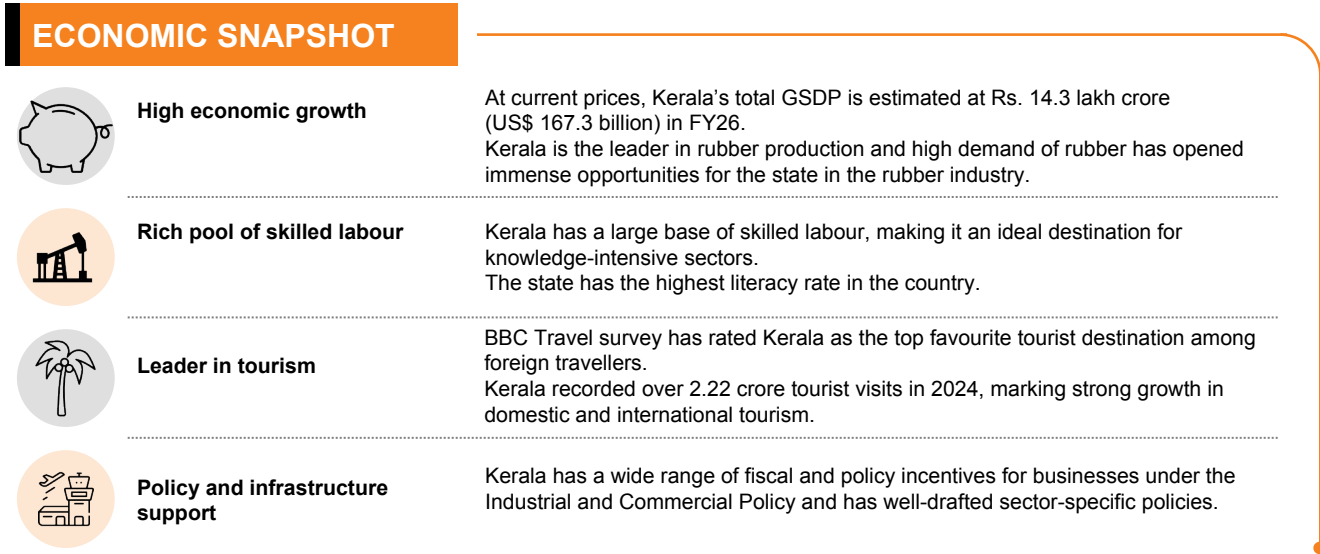 ECONOMIC SNAPSHOT
High economic growth
At current prices, Kerala's total GSDP is estimated at Rs. 14.3 lakh crore
(US$ 167.3 billion) in FY26.
Kerala is the leader in rubber production and high demand of rubber has opened
immense opportunities for the state in the rubber industry.
Rich pool of skilled labour
Kerala has a large base of skilled labour, making it an ideal destination for
knowledge-intensive sectors.
The state has the highest literacy rate in the country.
Leader in tourism
BBC Travel survey has rated Kerala as the top favourite tourist destination among
foreign travellers.
Kerala recorded over 2.22 crore tourist visits in 2024, marking strong growth in
domestic and international tourism.
Policy and infrastructure
support
Kerala has a wide range of fiscal and policy incentives for businesses under the
Industrial and Commercial Policy and has well-drafted sector-specific policies.